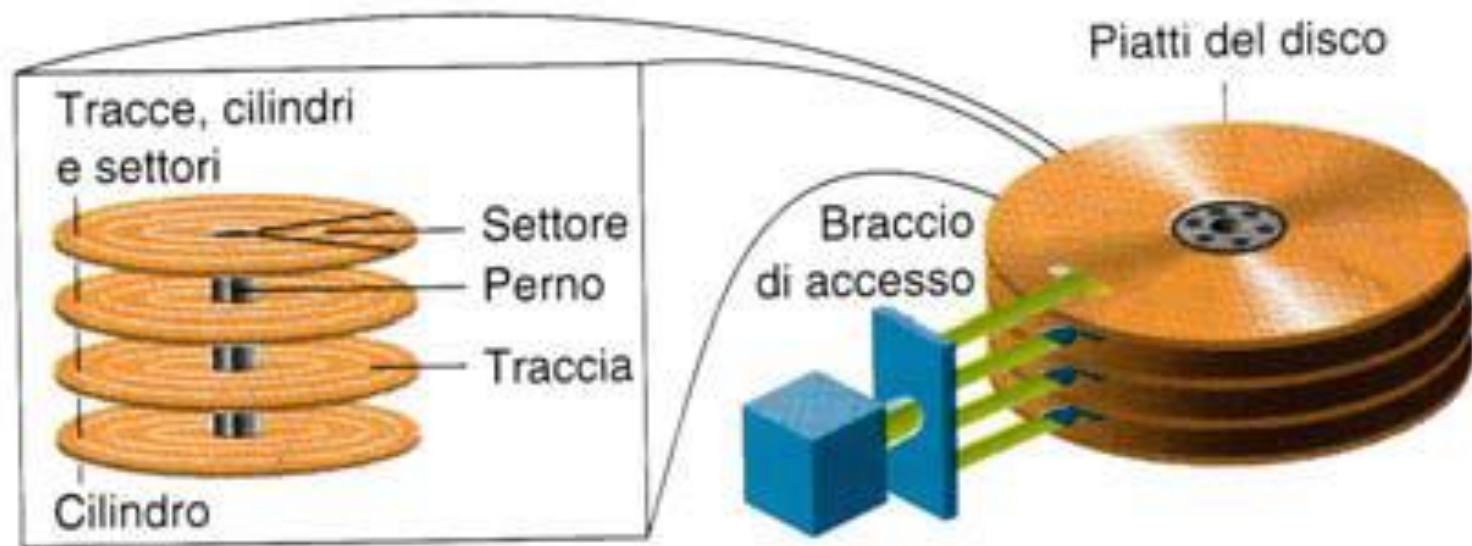 Tracce, cilindri
e settori
Settore
Perno
Traccia
Cilindro
Piatti del disco
Braccio
di accesso